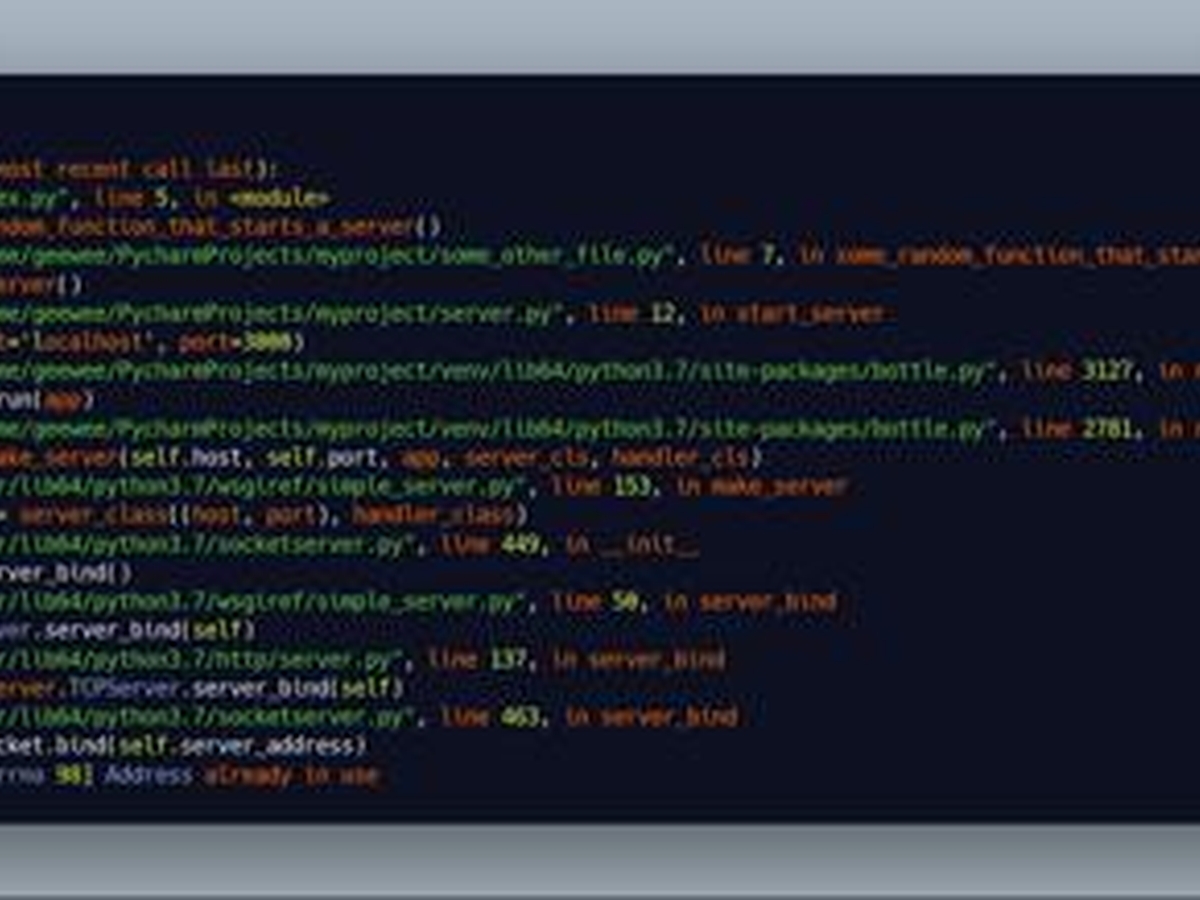 most recent call last):
ex.py", line 5, in <module>
ndom_function_that_starts_a_server()
me/geewee/PycharmProjects/myproject/some_other_file.py", line 7, in some_random_function_that_star
erver()
me/geewee/PycharmProjects/myproject/server.py", line 12, in start_server
t='localhost', port=3000)
me/geewee/PycharmProjects/myproject/venv/lib64/python3.7/site-packages/bottle.py", line 3127, in
run(app)
me/geewee/PycharmProjects/myproject/venv/lib64/python3.7/site-packages/bottle.py", line 2781, in
ake_server(self.host, self.port, app, server_cls, handler_cls)
r/lib64/python3.7/wsgiref/simple_server.py", line 153, in make_server
= server_class((host, port), handler_class)
r/lib64/python3.7/socketserver.py", line 449, in __init__
rver_bind()
r/lib64/python3.7/wsgiref/simple_server.py", line 50, in server_bind
ver.server_bind(self)
r/lib64/python3.7/http/server.py", line 137, in server_bind
erver.TCPServer.server_bind(self)
r/lib64/python3.7/socketserver.py", line 463, in server_bind
cket.bind(self.server_address)
rrno 98] Address already in use